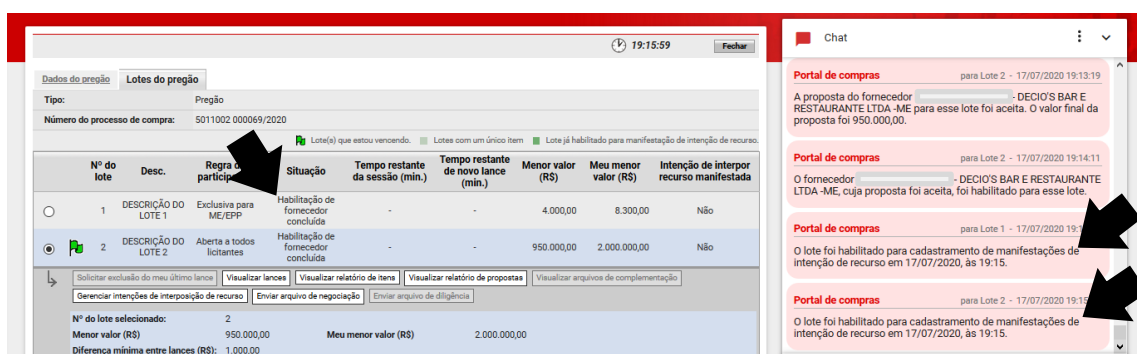 19:15:59
Fechar
Dados do pregão
Lotes do pregão
Tipo: Pregão
Número do processo de compra: 5011002 000069/2020
Lote(s) que estou vencendo. Lotes com um único item Lote já habilitado para manifestação de intenção de recurso.
Nº do lote Desc. Regra Situação Tempo restante da sessão (min.) Tempo restante de novo lance (min.) Menor valor (R$) Meu menor valor (R$) Intenção de interpor recurso manifestada
1 DESCRIÇÃO DO LOTE 1 Exclusiva para ME/EPP Habilitação de fornecedor concluída - - 4.000,00 8.300,00 Não
2 DESCRIÇÃO DO LOTE 2 Aberta a todos licitantes Habilitação de fornecedor concluída - - 950.000,00 2.000.000,00 Não
Solicitar exclusão do meu último lance Visualizar lances Visualizar relatório de itens Visualizar relatório de propostas Visualizar arquivos de complementação
Gerenciar intenções de interposição de recurso Enviar arquivo de negociação Enviar arquivo de diligência
Nº do lote selecionado: 2
Menor valor (R$) 950.000,00 Meu menor valor (R$) 2.000.000,00
Diferença mínima entre lances (R$): 1.000,00
Chat
Portal de compras para Lote 2 - 17/07/2020 19:13:19
A proposta do fornecedor - DECIO'S BAR E
RESTAURANTE LTDA -ME para esse lote foi aceita. O valor final da
proposta foi 950.000,00.
Portal de compras para Lote 2 - 17/07/2020 19:14:11
O fornecedor - DECIO'S BAR E RESTAURANTE
LTDA -ME, cuja proposta foi aceita, foi habilitado para esse lote.
Portal de compras para Lote 1 - 17/07/2020
O lote foi habilitado para cadastramento de manifestações de
intenção de recurso em 17/07/2020, às 19:15.
Portal de compras para Lote 2 - 17/07/2020 19:15
O lote foi habilitado para cadastramento de manifestações de
intenção de recurso em 17/07/2020, às 19:15.